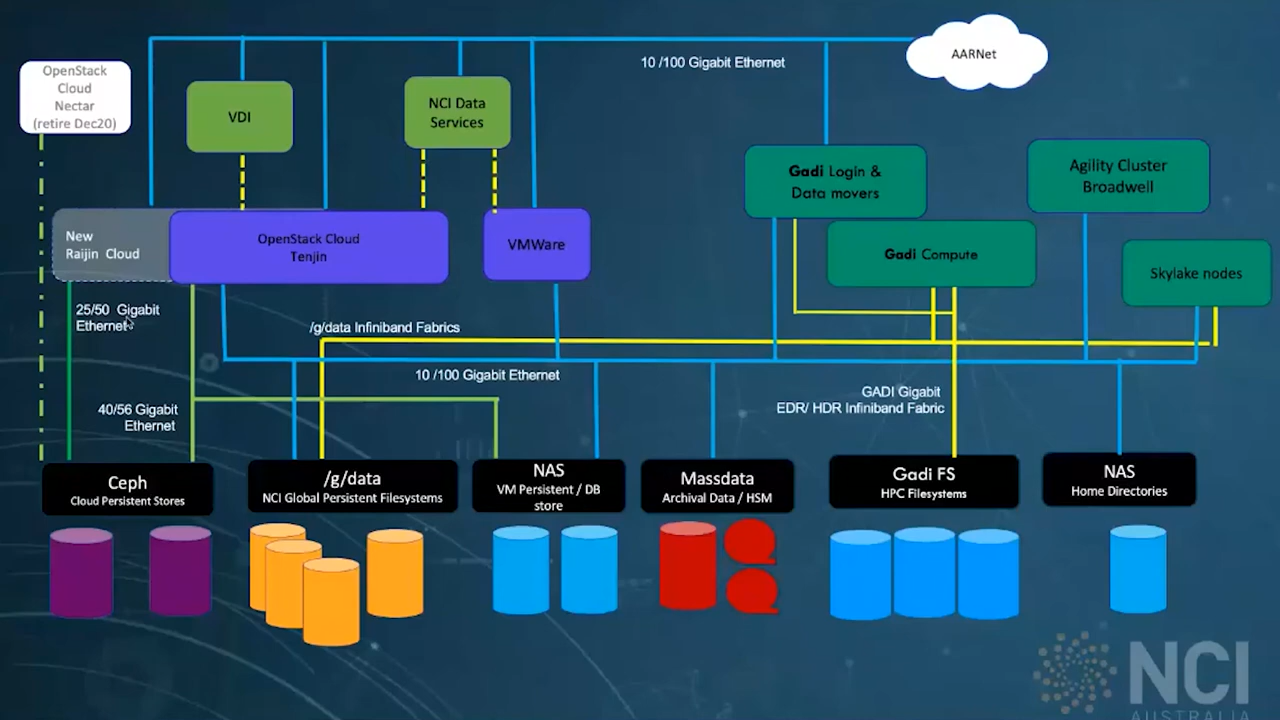 AARNet
10 /100 Gigabit Ethernet
OpenStack
Cloud
Nectar
(retire Dec20)
VDI
NCI Data
Services
Gadi Login &
Data movers
Agility Cluster
Broadwell
New
Raijin Cloud
OpenStack Cloud
Tenjin
VMWare
Gadi Compute
Skylake nodes
25/50 Gigabit
Ethernet
/g/data Infiniband Fabrics
10 /100 Gigabit Ethernet
GADI Gigabit
EDR/ HDR Infiniband Fabric
40/56 Gigabit
Ethernet
Ceph
Cloud Persistent Stores
/g/data
NCI Global Persistent Filesystems
NAS
VM Persistent / DB
store
Massdata
Archival Data / HSM
Gadi FS
HPC Filesystems
NAS
Home Directories
NCI
AUSTRALIA